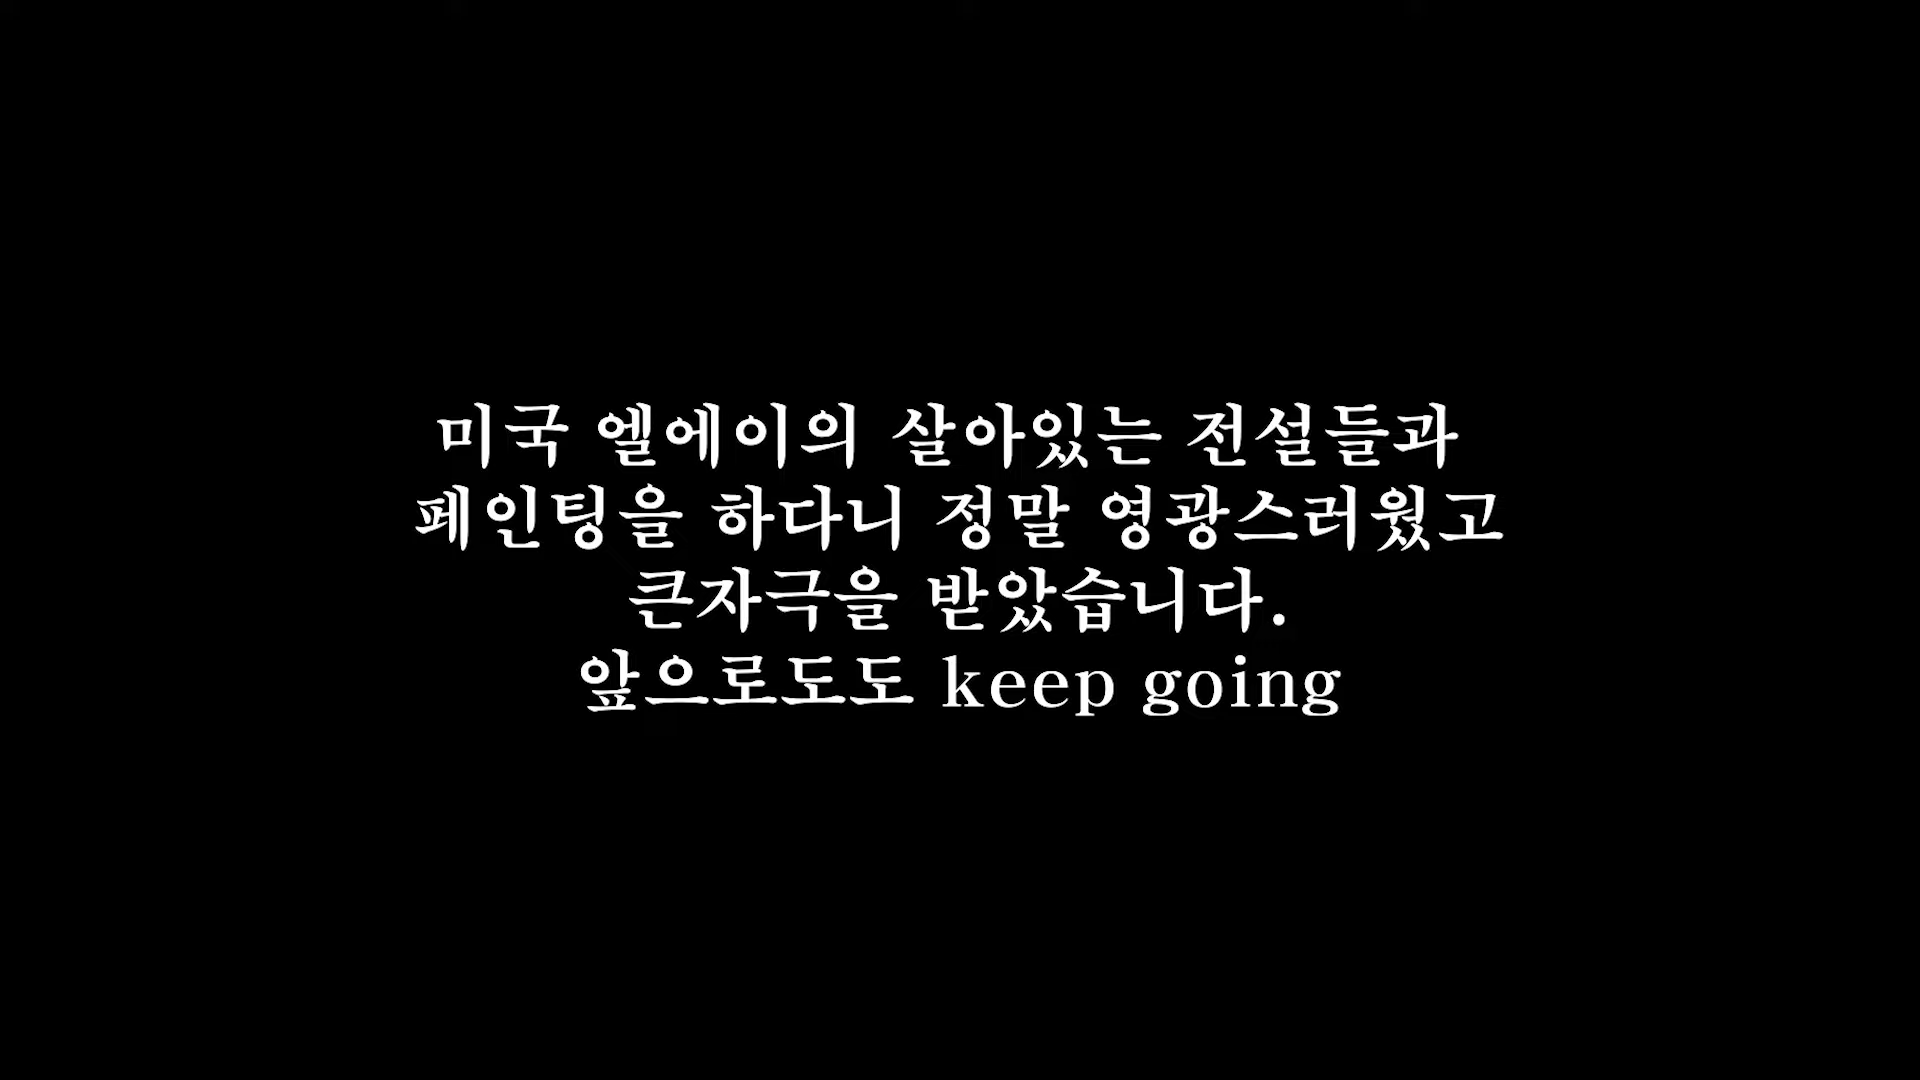 미국 엘에이의 살아있는 전설들과
페인팅을 하다니 정말 영광스러웠고
큰자극을 받았습니다.
앞으로도도 keep going